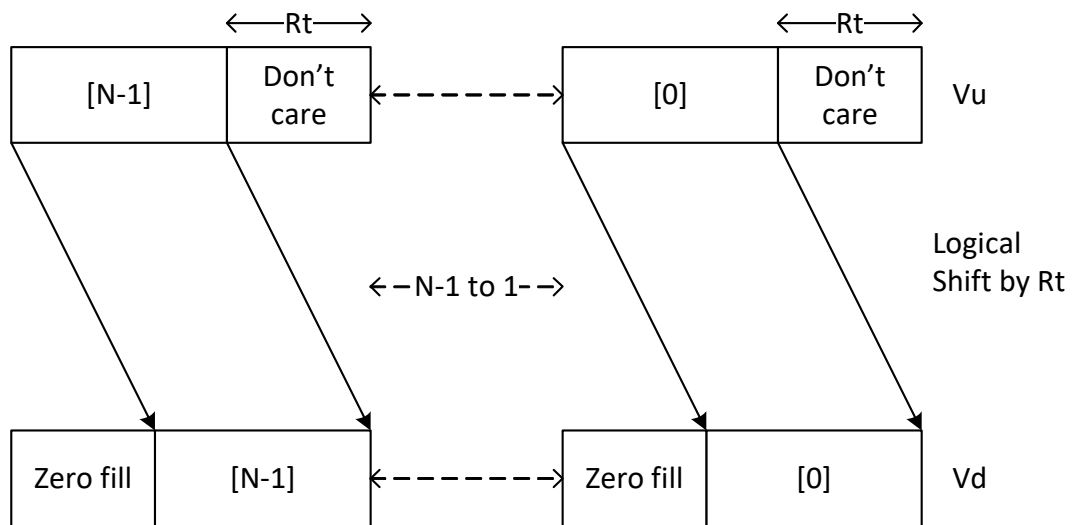 Rt
Rt
[N-1]
Don’t
care
[0]
Don’t
care
Vu
Logical
Shift by Rt
N-1 to 1
Zero fill
[N-1]
Zero fill
[0]
Vd